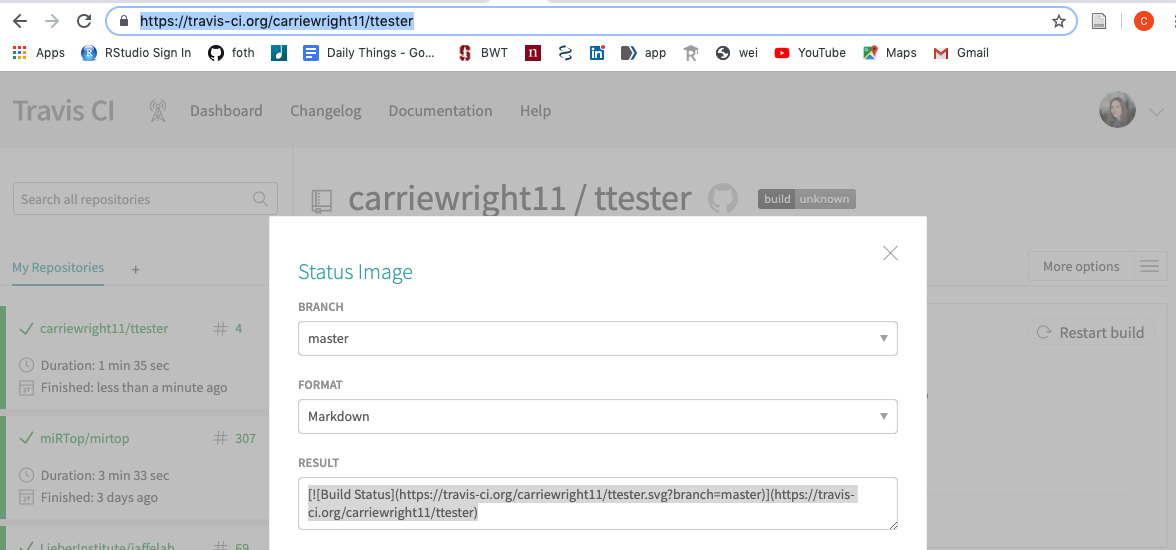 https://travis-ci.org/carriewright11/ttester
C
Apps RStudio Sign In foth Daily Things - Go... BWT n app wei YouTube Maps Gmail
Travis CI Dashboard Changelog Documentation Help
Search all repositories
carriewright11 / ttester build unknown
My Repositories +
More options
carriewright11/ttester # 4
Duration: 1 min 35 sec
Finished: less than a minute ago
Restart build
miRTop/mirtop # 307
Duration: 3 min 33 sec
Finished: 3 days ago
LieberInstitute/jaffelab # 69
Status Image
BRANCH
master
FORMAT
Markdown
RESULT
[![Build Status](https://travis-ci.org/carriewright11/ttester.svg?branch=master)](https://travis-
ci.org/carriewright11/ttester)